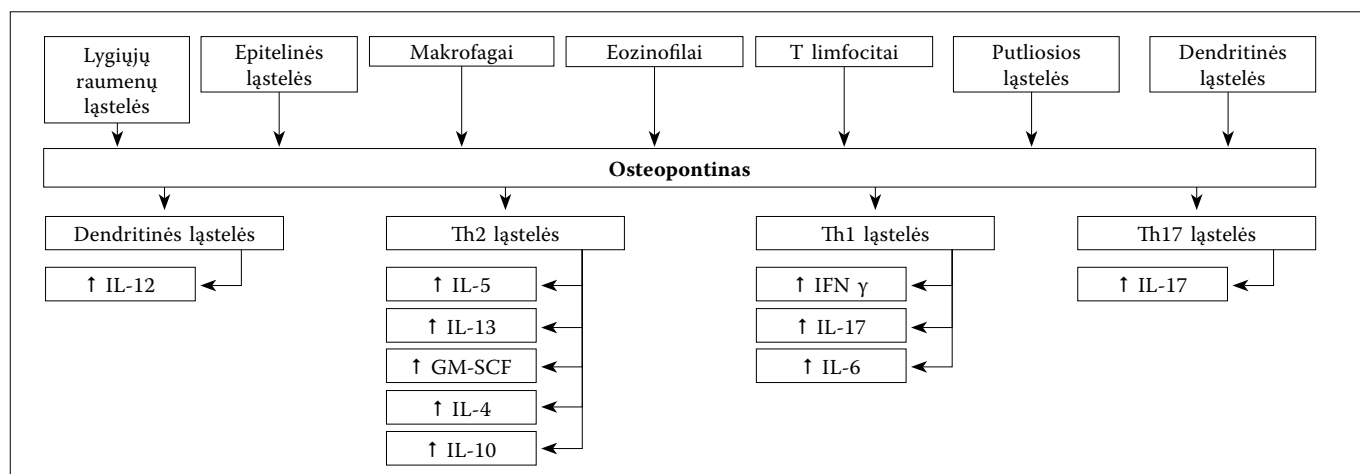 Lygiųjų
raumenų
ląstelės
Epitelinės
ląstelės
Makrofagai
Eozinofilai
T limfocitai
Putliosios
ląstelės
Dendritinės
ląstelės
Osteopontinas
Dendritinės ląstelės
↑ IL-12
Th2 ląstelės
↑ IL-5
↑ IL-13
↑ GM-SCF
↑ IL-4
↑ IL-10
Th1 ląstelės
↑ IFN γ
↑ IL-17
↑ IL-6
Th17 ląstelės
↑ IL-17